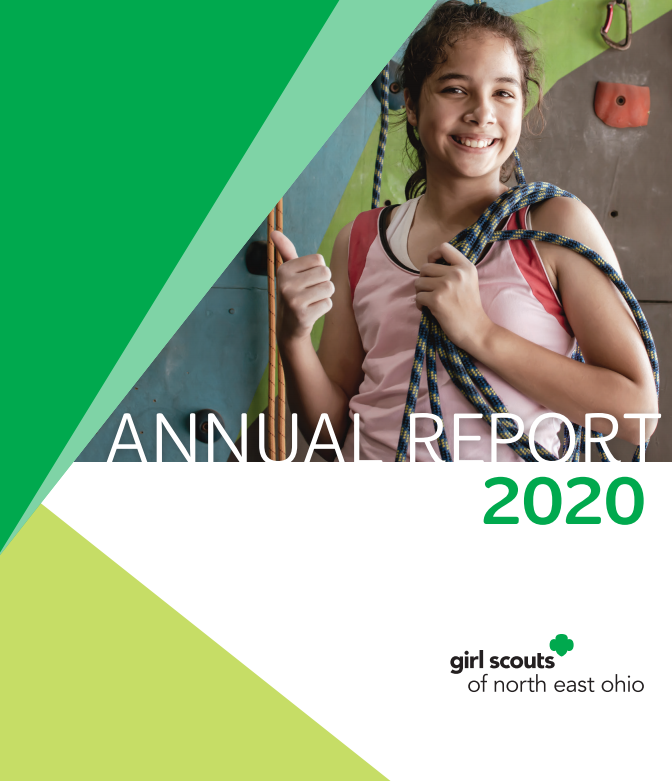 ANNUAL REPORT
2020
girl scouts
of north east ohio